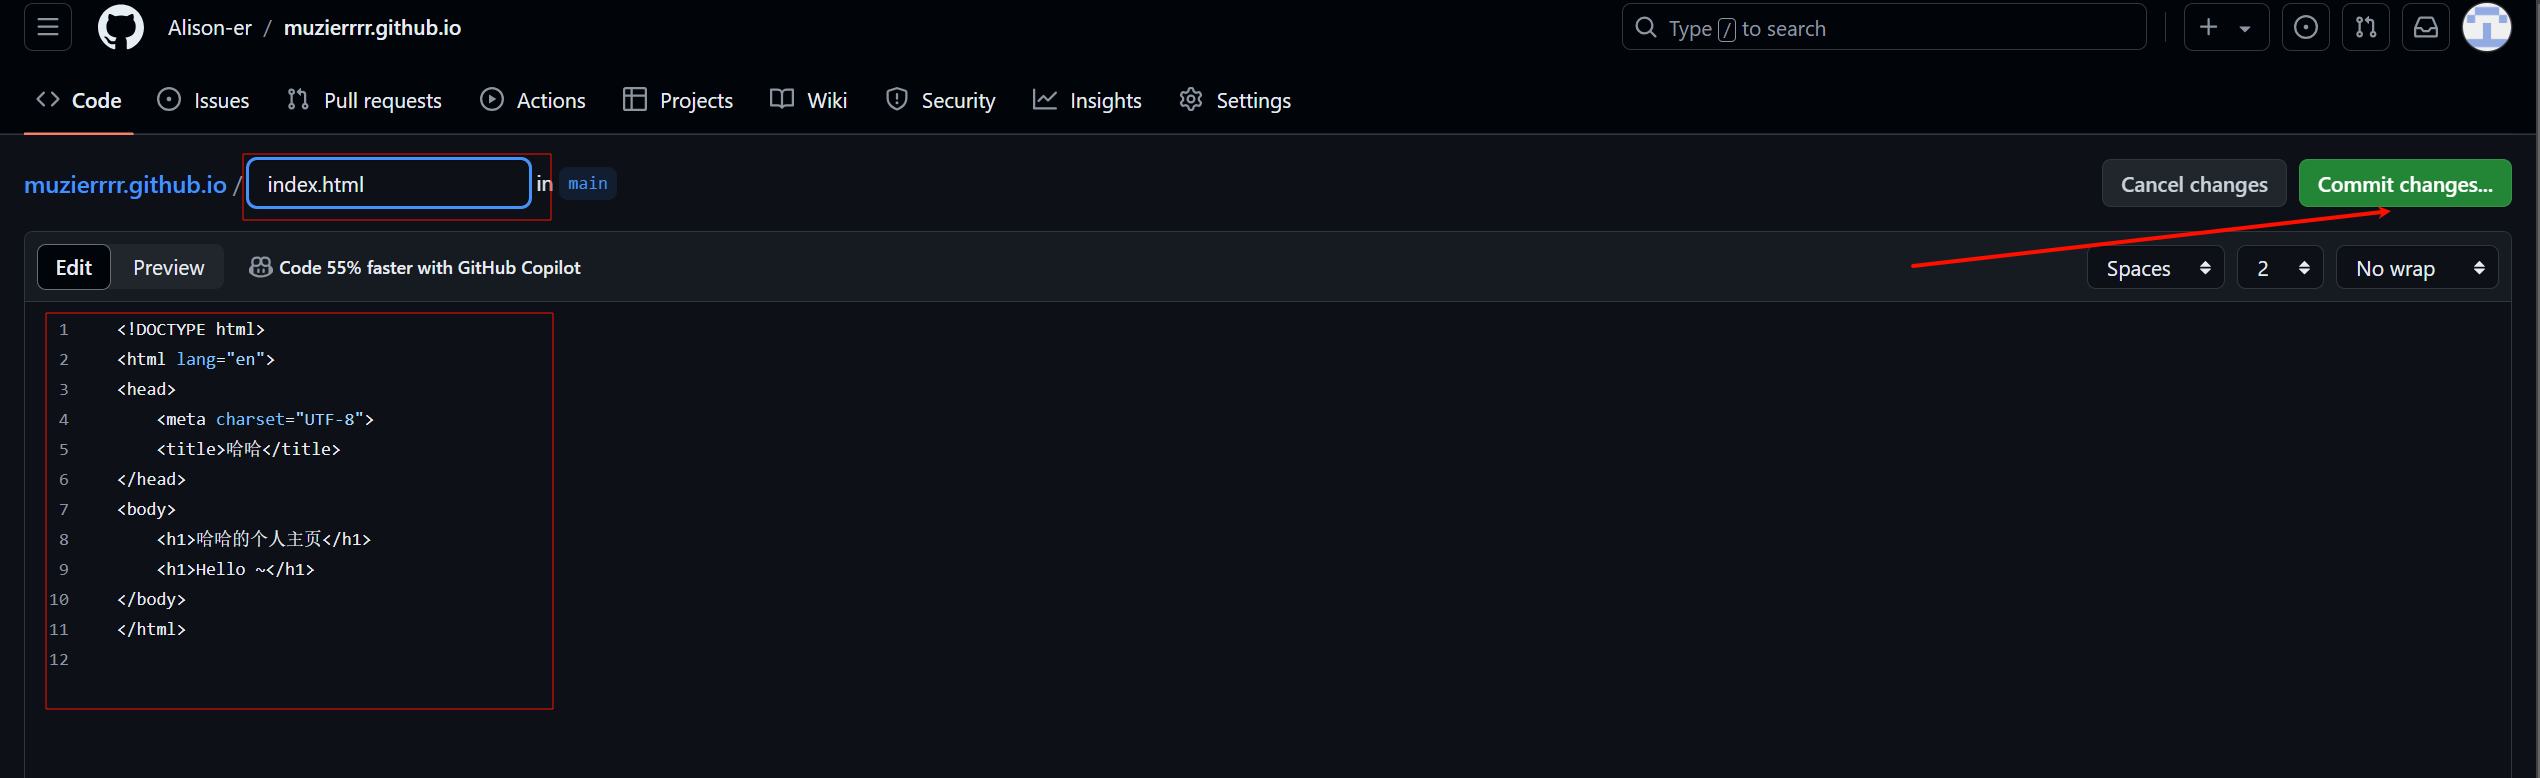 Alison-er / muzierrrr.github.io
Type / to search
Code Issues Pull requests Actions Projects Wiki Security Insights Settings
muzierrrr.github.io / index.html in main
Cancel changes Commit changes...
Edit Preview Code 55% faster with GitHub Copilot
Spaces 2 No wrap
1 <!DOCTYPE html>
2 <html lang="en">
3 <head>
4 <meta charset="UTF-8">
5 <title>哈哈</title>
6 </head>
7 <body>
8 <h1>哈哈的个人主页</h1>
9 <h1>Hello ~</h1>
10 </body>
11 </html>
12